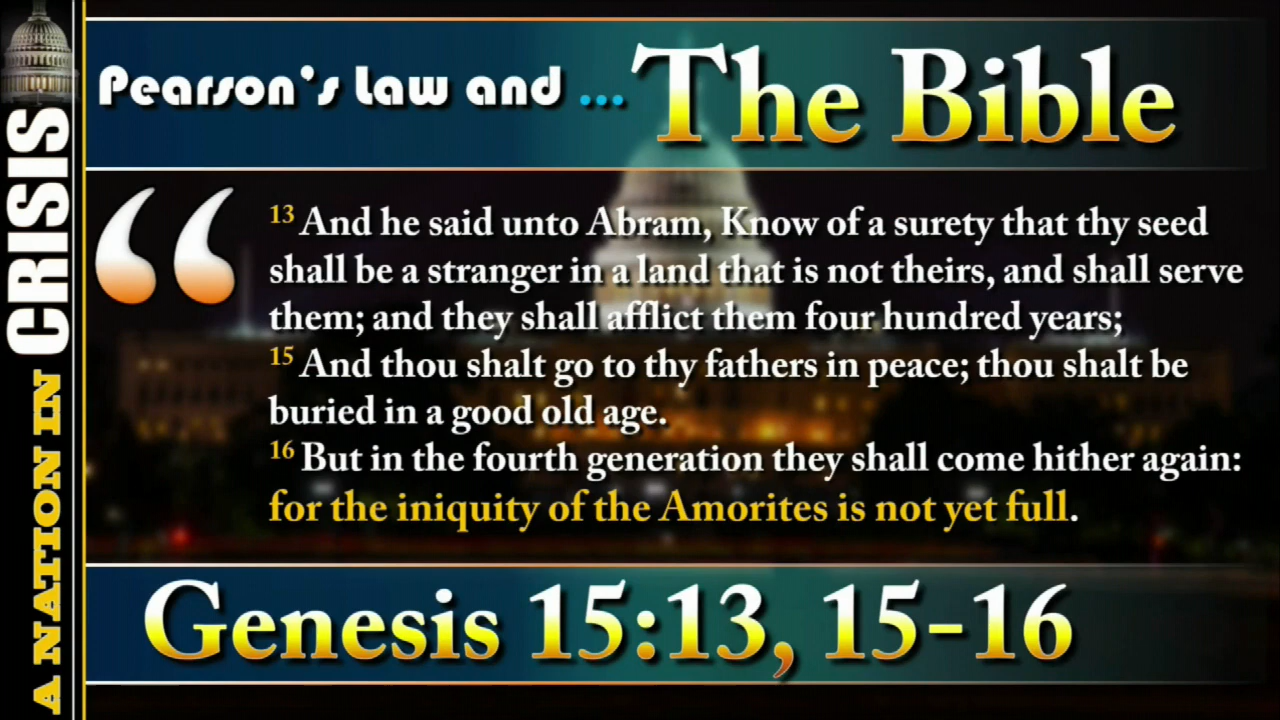 A NATION IN CRISIS
Pearson's Law and ... The Bible
“
13 And he said unto Abram, Know of a surety that thy seed
shall be a stranger in a land that is not theirs, and shall serve
them; and they shall afflict them four hundred years;
15 And thou shalt go to thy fathers in peace; thou shalt be
buried in a good old age.
16 But in the fourth generation they shall come hither again:
for the iniquity of the Amorites is not yet full.
Genesis 15:13, 15-16